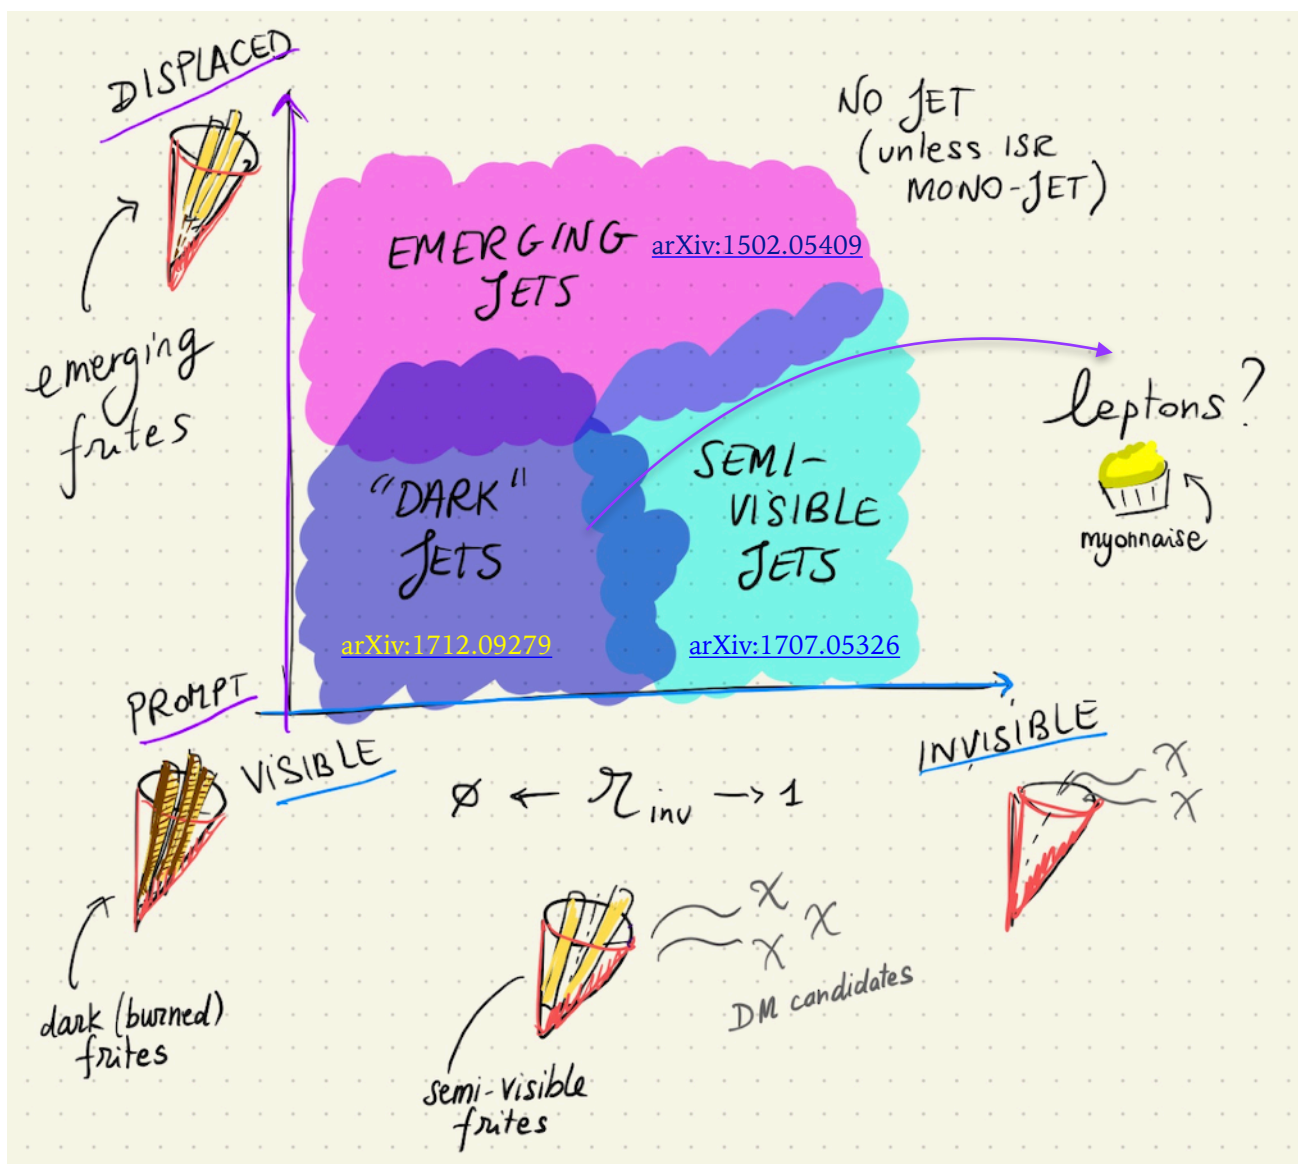 DISPLACED
NO JET
(unless ISR
MONO-JET)
EMERGING
JETS
arXiv:1502.05409
emerging
frites
leptons?
myonnaise
"DARK"
JETS
arXiv:1712.09279
SEMI-
VISIBLE
JETS
arXiv:1707.05326
PROMPT
VISIBLE
INVISIBLE
Ø ← r inv → 1
χ
χ
χ
χ
χ
DM candidates
dark (burned)
frites
semi-visible
frites